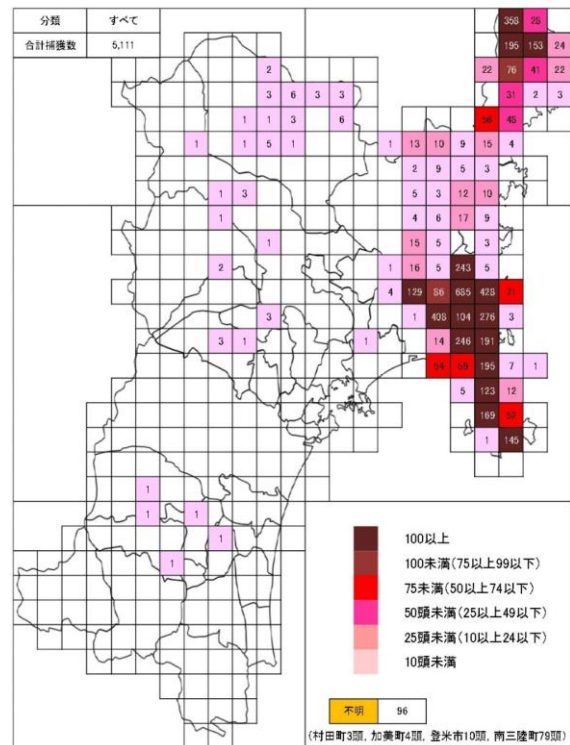 分類 すべて
合計捕獲数 5,111
358 28
195 153 24
2 22 76 41 22
3 6 3 3 31 2 3
1 1 3 6 56 48
1 1 5 1 1 13 10 9 15 4
2 9 5 3
1 3 5 3 12 10
1 4 6 17 9
1 15 5 3
2 1 16 5 243 5
4 129 86 685 428 71
3 1 408 104 276 3
3 1 1 14 246 191
54 59 195 7 1
5 123 12
169 52
1 145
1
1 1
1
1
100以上
100未満(75以上99以下)
75未満(50以上74以下)
50頭未満(25以上49以下)
25頭未満(10以上24以下)
10頭未満
不明 96
(村田町3頭, 加美町4頭, 登米市10頭, 南三陸町79頭)